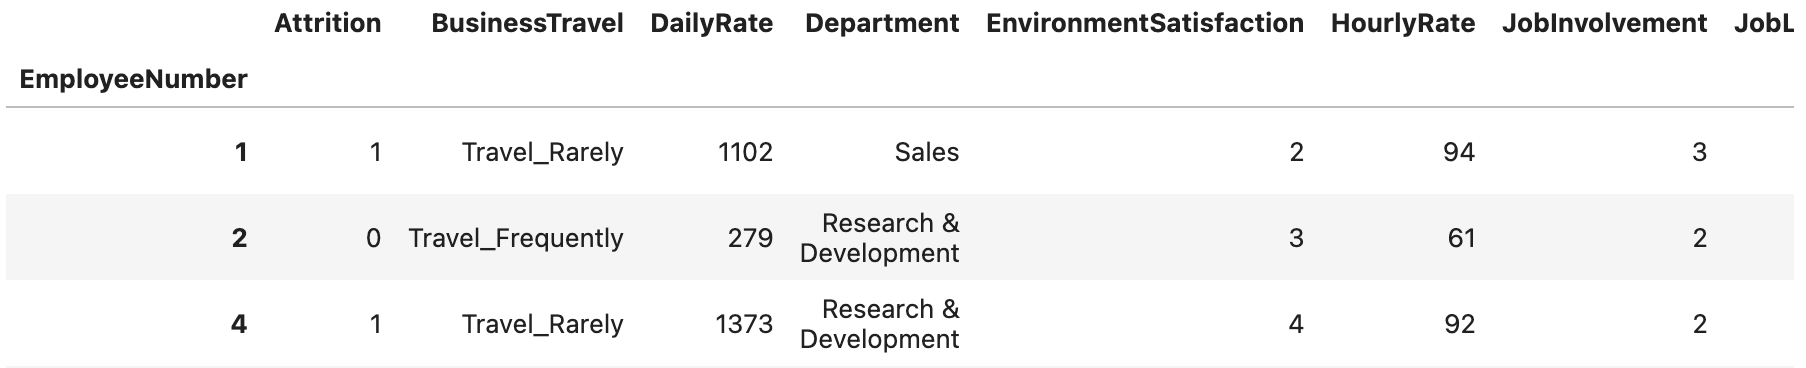 Attrition BusinessTravel DailyRate Department EnvironmentSatisfaction HourlyRate JobInvolvement JobL
EmployeeNumber
1 1 Travel_Rarely 1102 Sales 2 94 3
2 0 Travel_Frequently 279 Research & Development 3 61 2
4 1 Travel_Rarely 1373 Research & Development 4 92 2